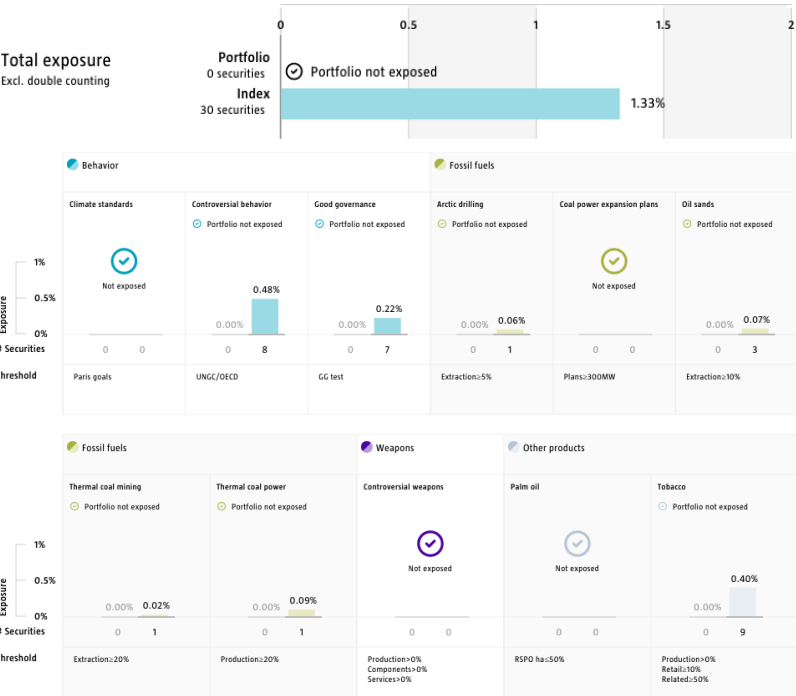 0 0.5 1 1.5 2
Total exposure
Excl. double counting
Portfolio
0 securities
Portfolio not exposed
Index
30 securities
1.33%
Behavior
Fossil fuels
Climate standards
Controversial behavior
Good governance
Arctic drilling
Coal power expansion plans
Oil sands
Portfolio not exposed
Portfolio not exposed
Portfolio not exposed
Portfolio not exposed
Not exposed
Not exposed
Exposure
1%
0.5%
0%
0.00% 0.48%
0.00% 0.22%
0.00% 0.06%
0.00% 0.07%
# Securities
0 0
0 8
0 7
0 1
0 0
0 3
hreshold
Paris goals
UNGC/OECD
GG test
Extraction≥5%
Plans≥300MW
Extraction≥10%
Fossil fuels
Weapons
Other products
Thermal coal mining
Thermal coal power
Controversial weapons
Palm oil
Tobacco
Portfolio not exposed
Portfolio not exposed
Portfolio not exposed
Not exposed
Not exposed
Exposure
1%
0.5%
0%
0.00% 0.02%
0.00% 0.09%
0.00% 0.40%
# Securities
0 1
0 1
0 0
0 0
0 9
hreshold
Extraction≥20%
Production≥20%
Production>0%
Components>0%
Services>0%
RSPO ha≤50%
Production>0%
Retail≥10%
Related≥50%